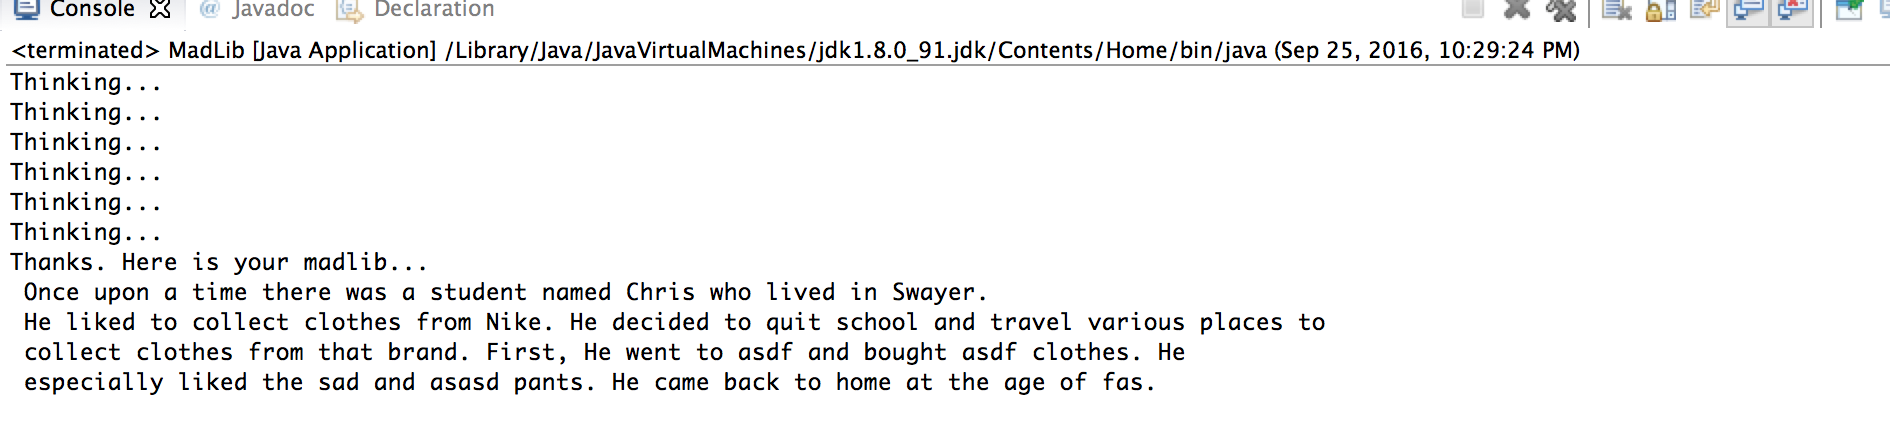 Console Javadoc Declaration
<terminated> MadLib [Java Application] /Library/Java/JavaVirtualMachines/jdk1.8.0_91.jdk/Contents/Home/bin/java (Sep 25, 2016, 10:29:24 PM)
Thinking...
Thinking...
Thinking...
Thinking...
Thinking...
Thinking...
Thanks. Here is your madlib...
Once upon a time there was a student named Chris who lived in Swayer.
He liked to collect clothes from Nike. He decided to quit school and travel various places to
collect clothes from that brand. First, He went to asdf and bought asdf clothes. He
especially liked the sad and asasd pants. He came back to home at the age of fas.